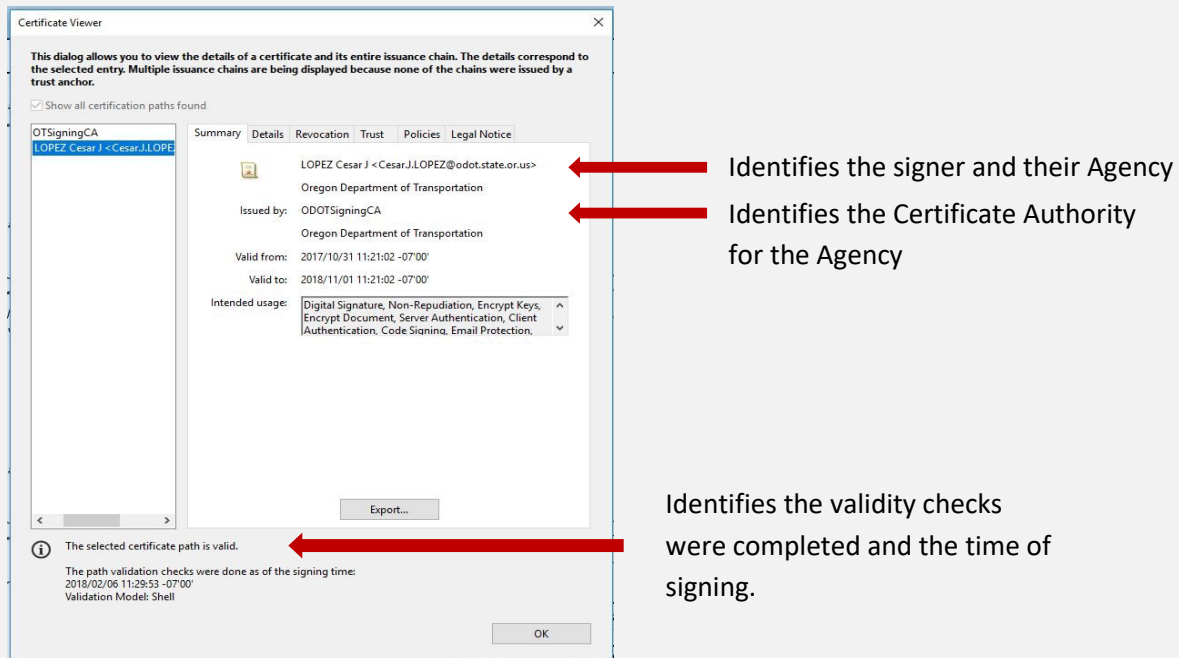 Certificate Viewer
This dialog allows you to view the details of a certificate and its entire issuance chain. The details correspond to
the selected entry. Multiple issuance chains are being displayed because none of the chains were issued by a
trust anchor.
Show all certification paths found
OTSigningCA
LOPEZ Cesar J <Cesar.J.LOPE
Summary Details Revocation Trust Policies Legal Notice
LOPEZ Cesar J <Cesar.J.LOPEZ@odot.state.or.us>
Oregon Department of Transportation
Issued by: ODOTSigningCA
Oregon Department of Transportation
Valid from: 2017/10/31 11:21:02 -07'00'
Valid to: 2018/11/01 11:21:02 -07'00'
Intended usage: Digital Signature, Non-Repudiation, Encrypt Keys,
Encrypt Document, Server Authentication, Client
Authentication, Code Signing, Email Protection,
Export...
The selected certificate path is valid.
The path validation checks were done as of the signing time:
2018/02/06 11:29:53 -07'00'
Validation Model: Shell
OK
Identifies the signer and their Agency
Identifies the Certificate Authority
for the Agency
Identifies the validity checks
were completed and the time of
signing.